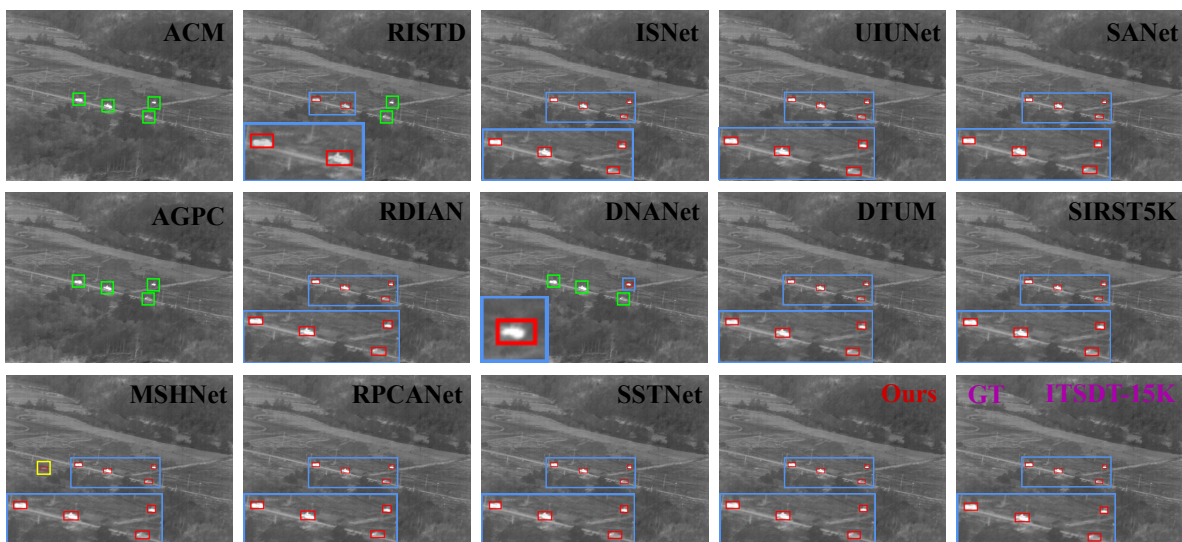 ACM
RISTD
ISNet
UIUNet
SANet
AGPC
RDIAN
DNANet
DTUM
SIRST5K
MSHNet
RPCANet
SSTNet
Ours
GT ITSDT-15K